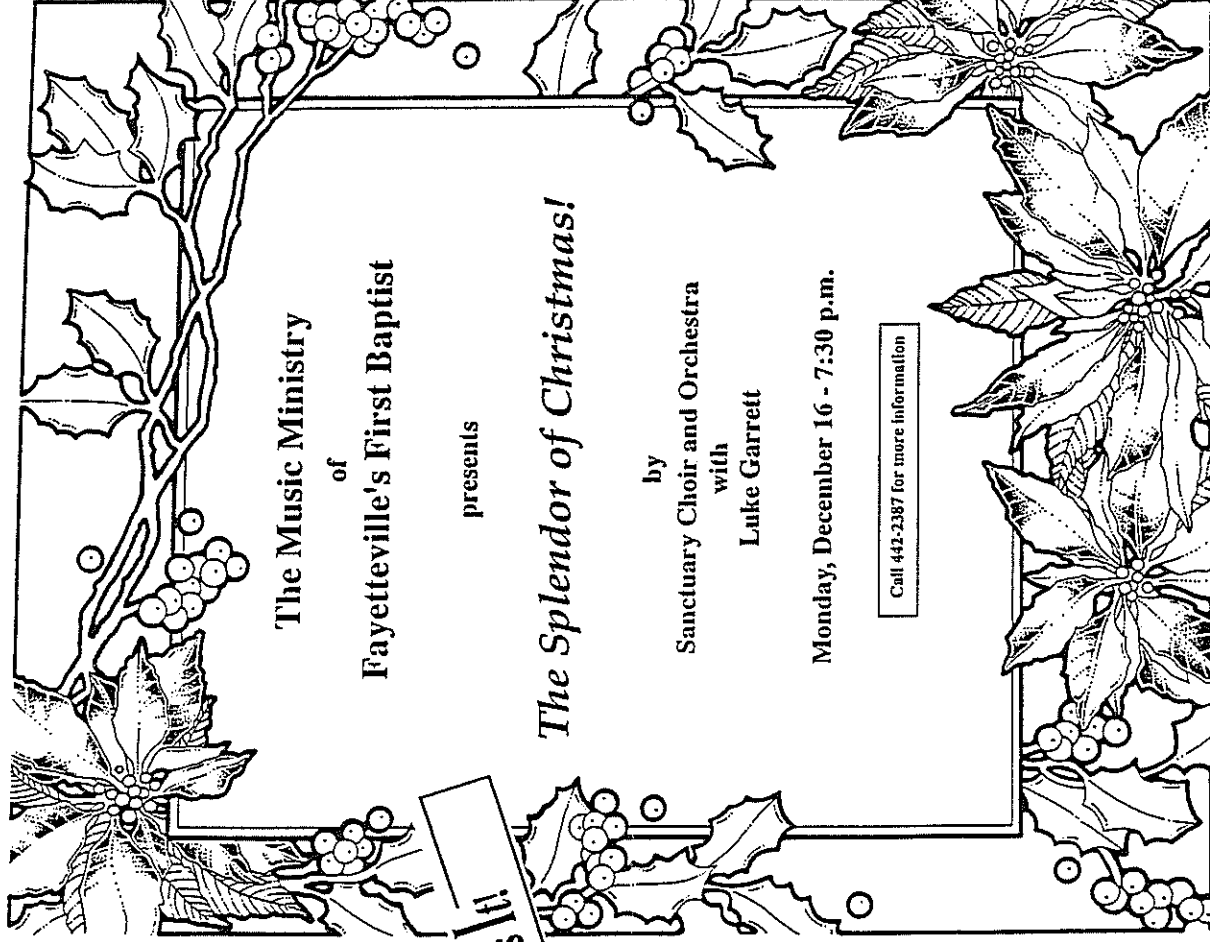 The Music Ministry
of
Fayetteville's First Baptist
presents
The Splendor of Christmas!
by
Sanctuary Choir and Orchestra
with
Luke Garrett
Monday, December 16 - 7:30 p.m.
Call 442-2387 for more information
It!